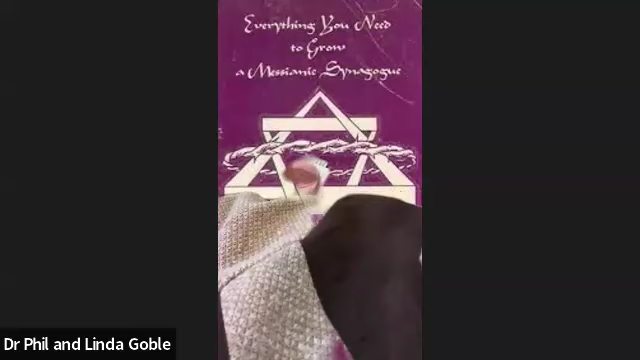 Everything You Need
to Grow
a Messianic Synagogue
Dr Phil and Linda Goble